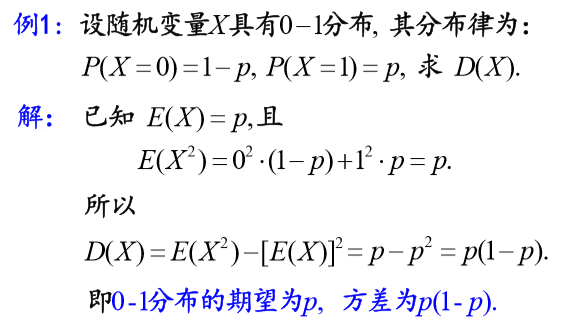 例1：设随机变量X具有0–1分布, 其分布律为：
P(X=0)=1–p, P(X=1)=p, 求 D(X).
解： 已知 E(X)=p,且
E(X²)=0²·(1–p)+1²·p=p.
所以
D(X)=E(X²)–[E(X)]²=p–p²=p(1–p).
即0-1分布的期望为p, 方差为p(1- p).